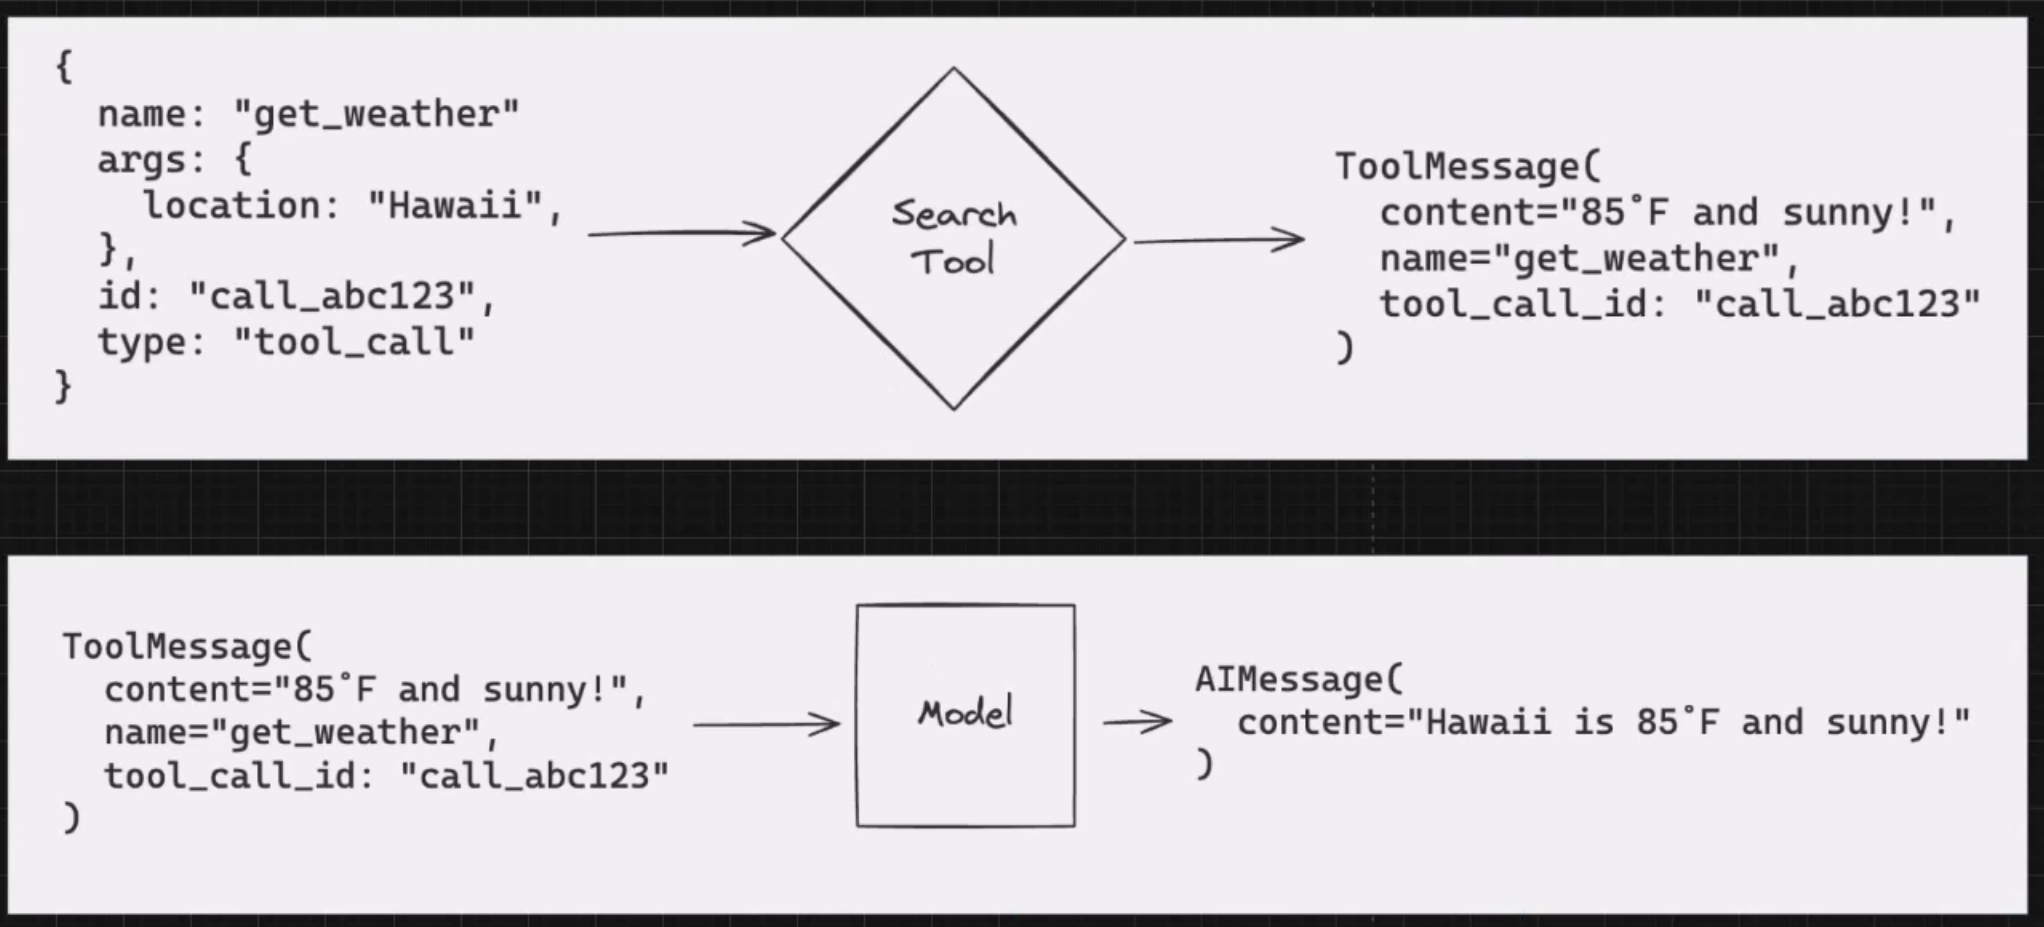 {
name: "get_weather"
args: {
location: "Hawaii",
},
id: "call_abc123",
type: "tool_call"
}
Search
Tool
ToolMessage(
content="85˚F and sunny!",
name="get_weather",
tool_call_id: "call_abc123"
)
ToolMessage(
content="85˚F and sunny!",
name="get_weather",
tool_call_id: "call_abc123"
)
Model
AIMessage(
content="Hawaii is 85˚F and sunny!"
)